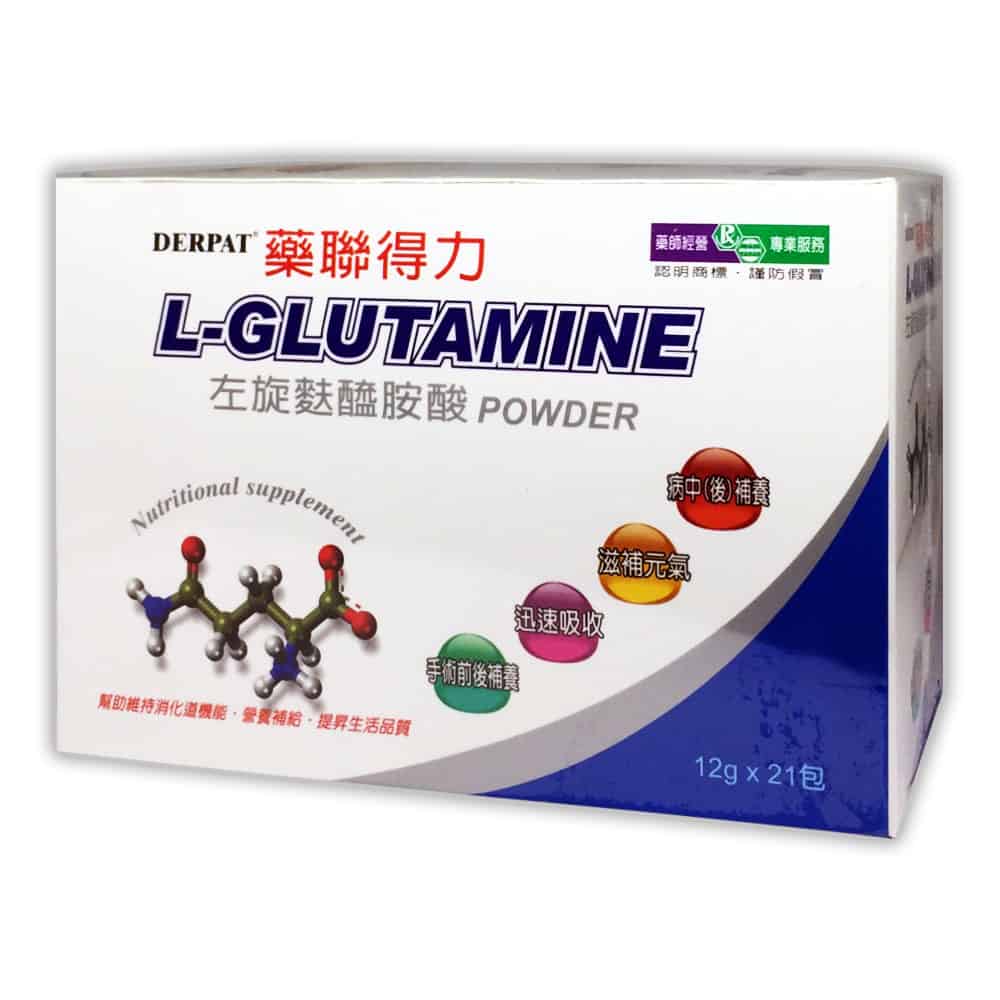 DERPAT® 藥聯得力
藥師經營 Rx 專業服務
認明商標・謹防假冒
L-GLUTAMINE
左旋麩醯胺酸 POWDER
Nutritional supplement
病中(後)補養
滋補元氣
迅速吸收
手術前後補養
幫助維持消化道機能・營養補給・提昇生活品質
12g x 21包